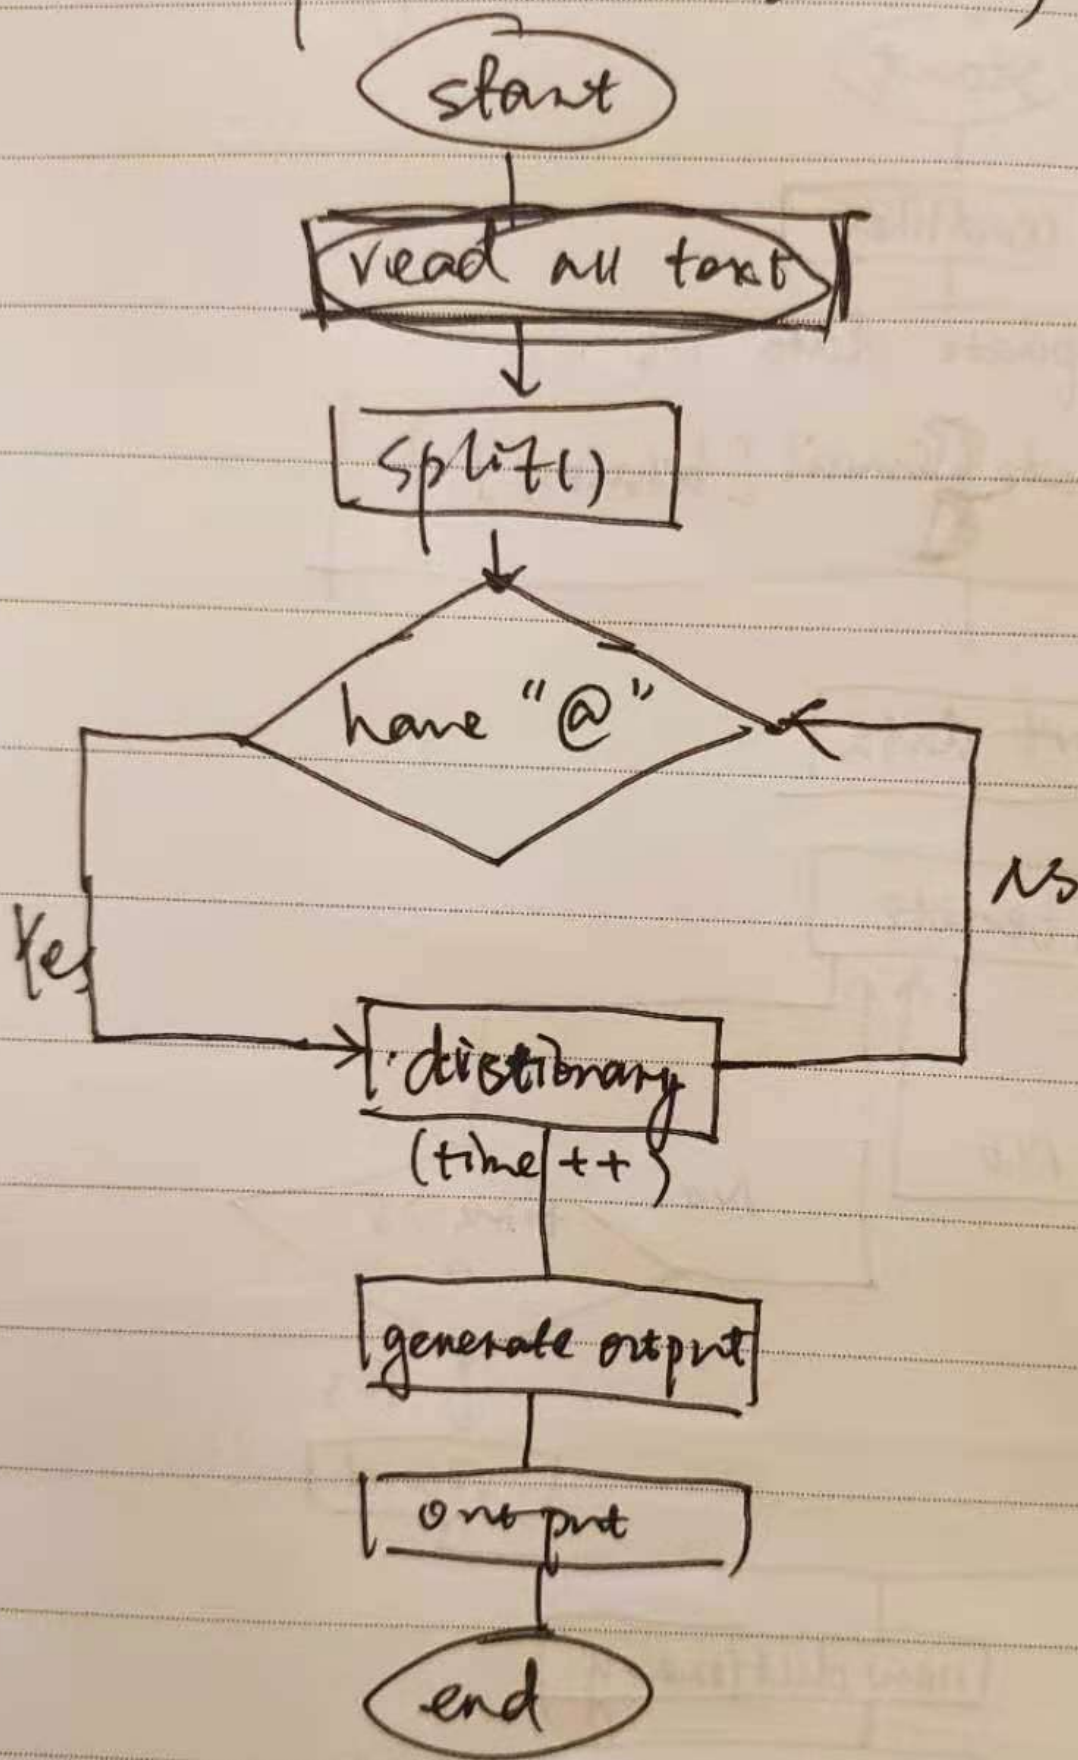 start
read all text
split()
have "@"
Yes
No
dictionary
(time++)
generate output
output
end